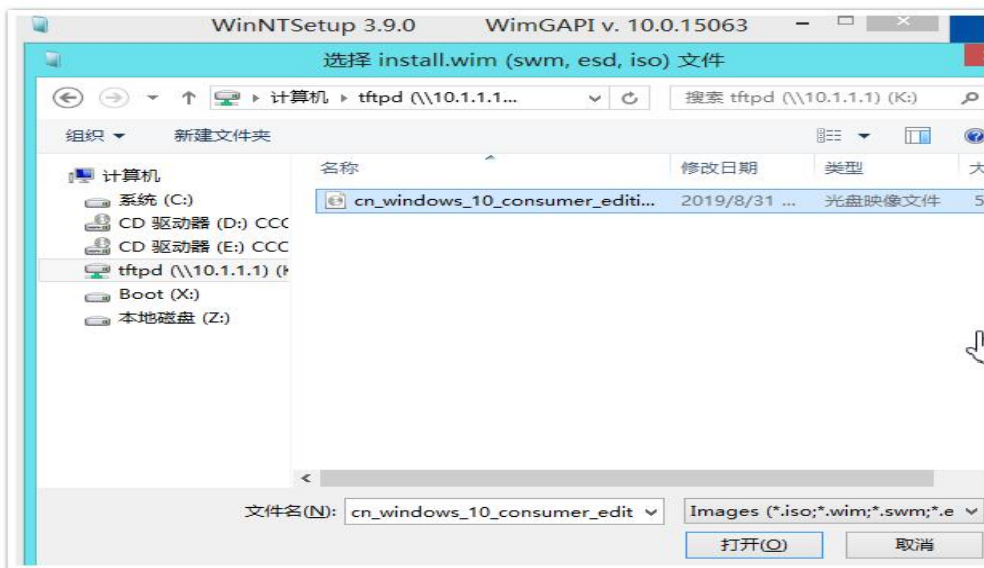 WinNTSetup 3.9.0 WimGAPI v. 10.0.15063
选择 install.wim (swm, esd, iso) 文件
计算机 tftpd (\\10.1.1.1... 搜索 tftpd (\\10.1.1.1) (K:)
组织 新建文件夹
名称 修改日期 类型 大
计算机
系统 (C:)
cn_windows_10_consumer_editi... 2019/8/31 ... 光盘映像文件 5
CD 驱动器 (D:) CCC
CD 驱动器 (E:) CCC
tftpd (\\10.1.1.1) (K
Boot (X:)
本地磁盘 (Z:)
文件名(N): cn_windows_10_consumer_edit Images (*.iso;*.wim;*.swm;*.e
打开(O) 取消